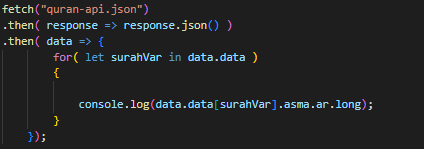 fetch("quran-api.json")
.then( response => response.json() )
.then( data => {
for( let surahVar in data.data )
{
console.log(data.data[surahVar].asma.ar.long);
}
});